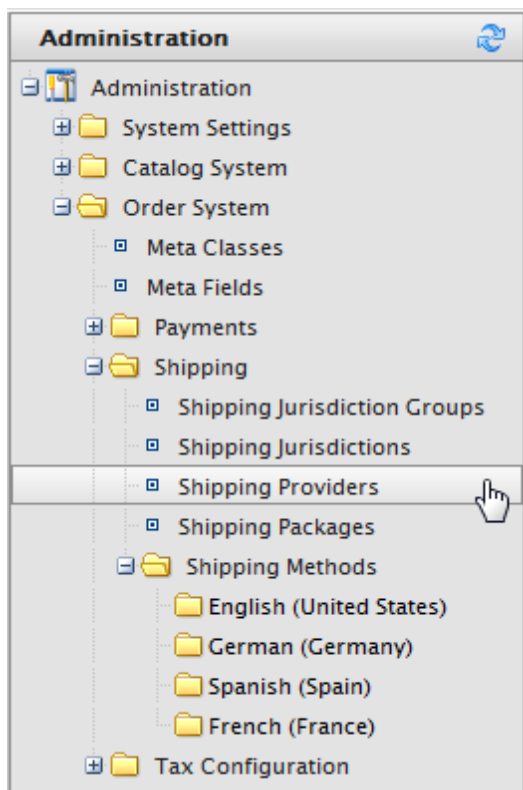 Administration
Administration
System Settings
Catalog System
Order System
Meta Classes
Meta Fields
Payments
Shipping
Shipping Jurisdiction Groups
Shipping Jurisdictions
Shipping Providers
Shipping Packages
Shipping Methods
English (United States)
German (Germany)
Spanish (Spain)
French (France)
Tax Configuration